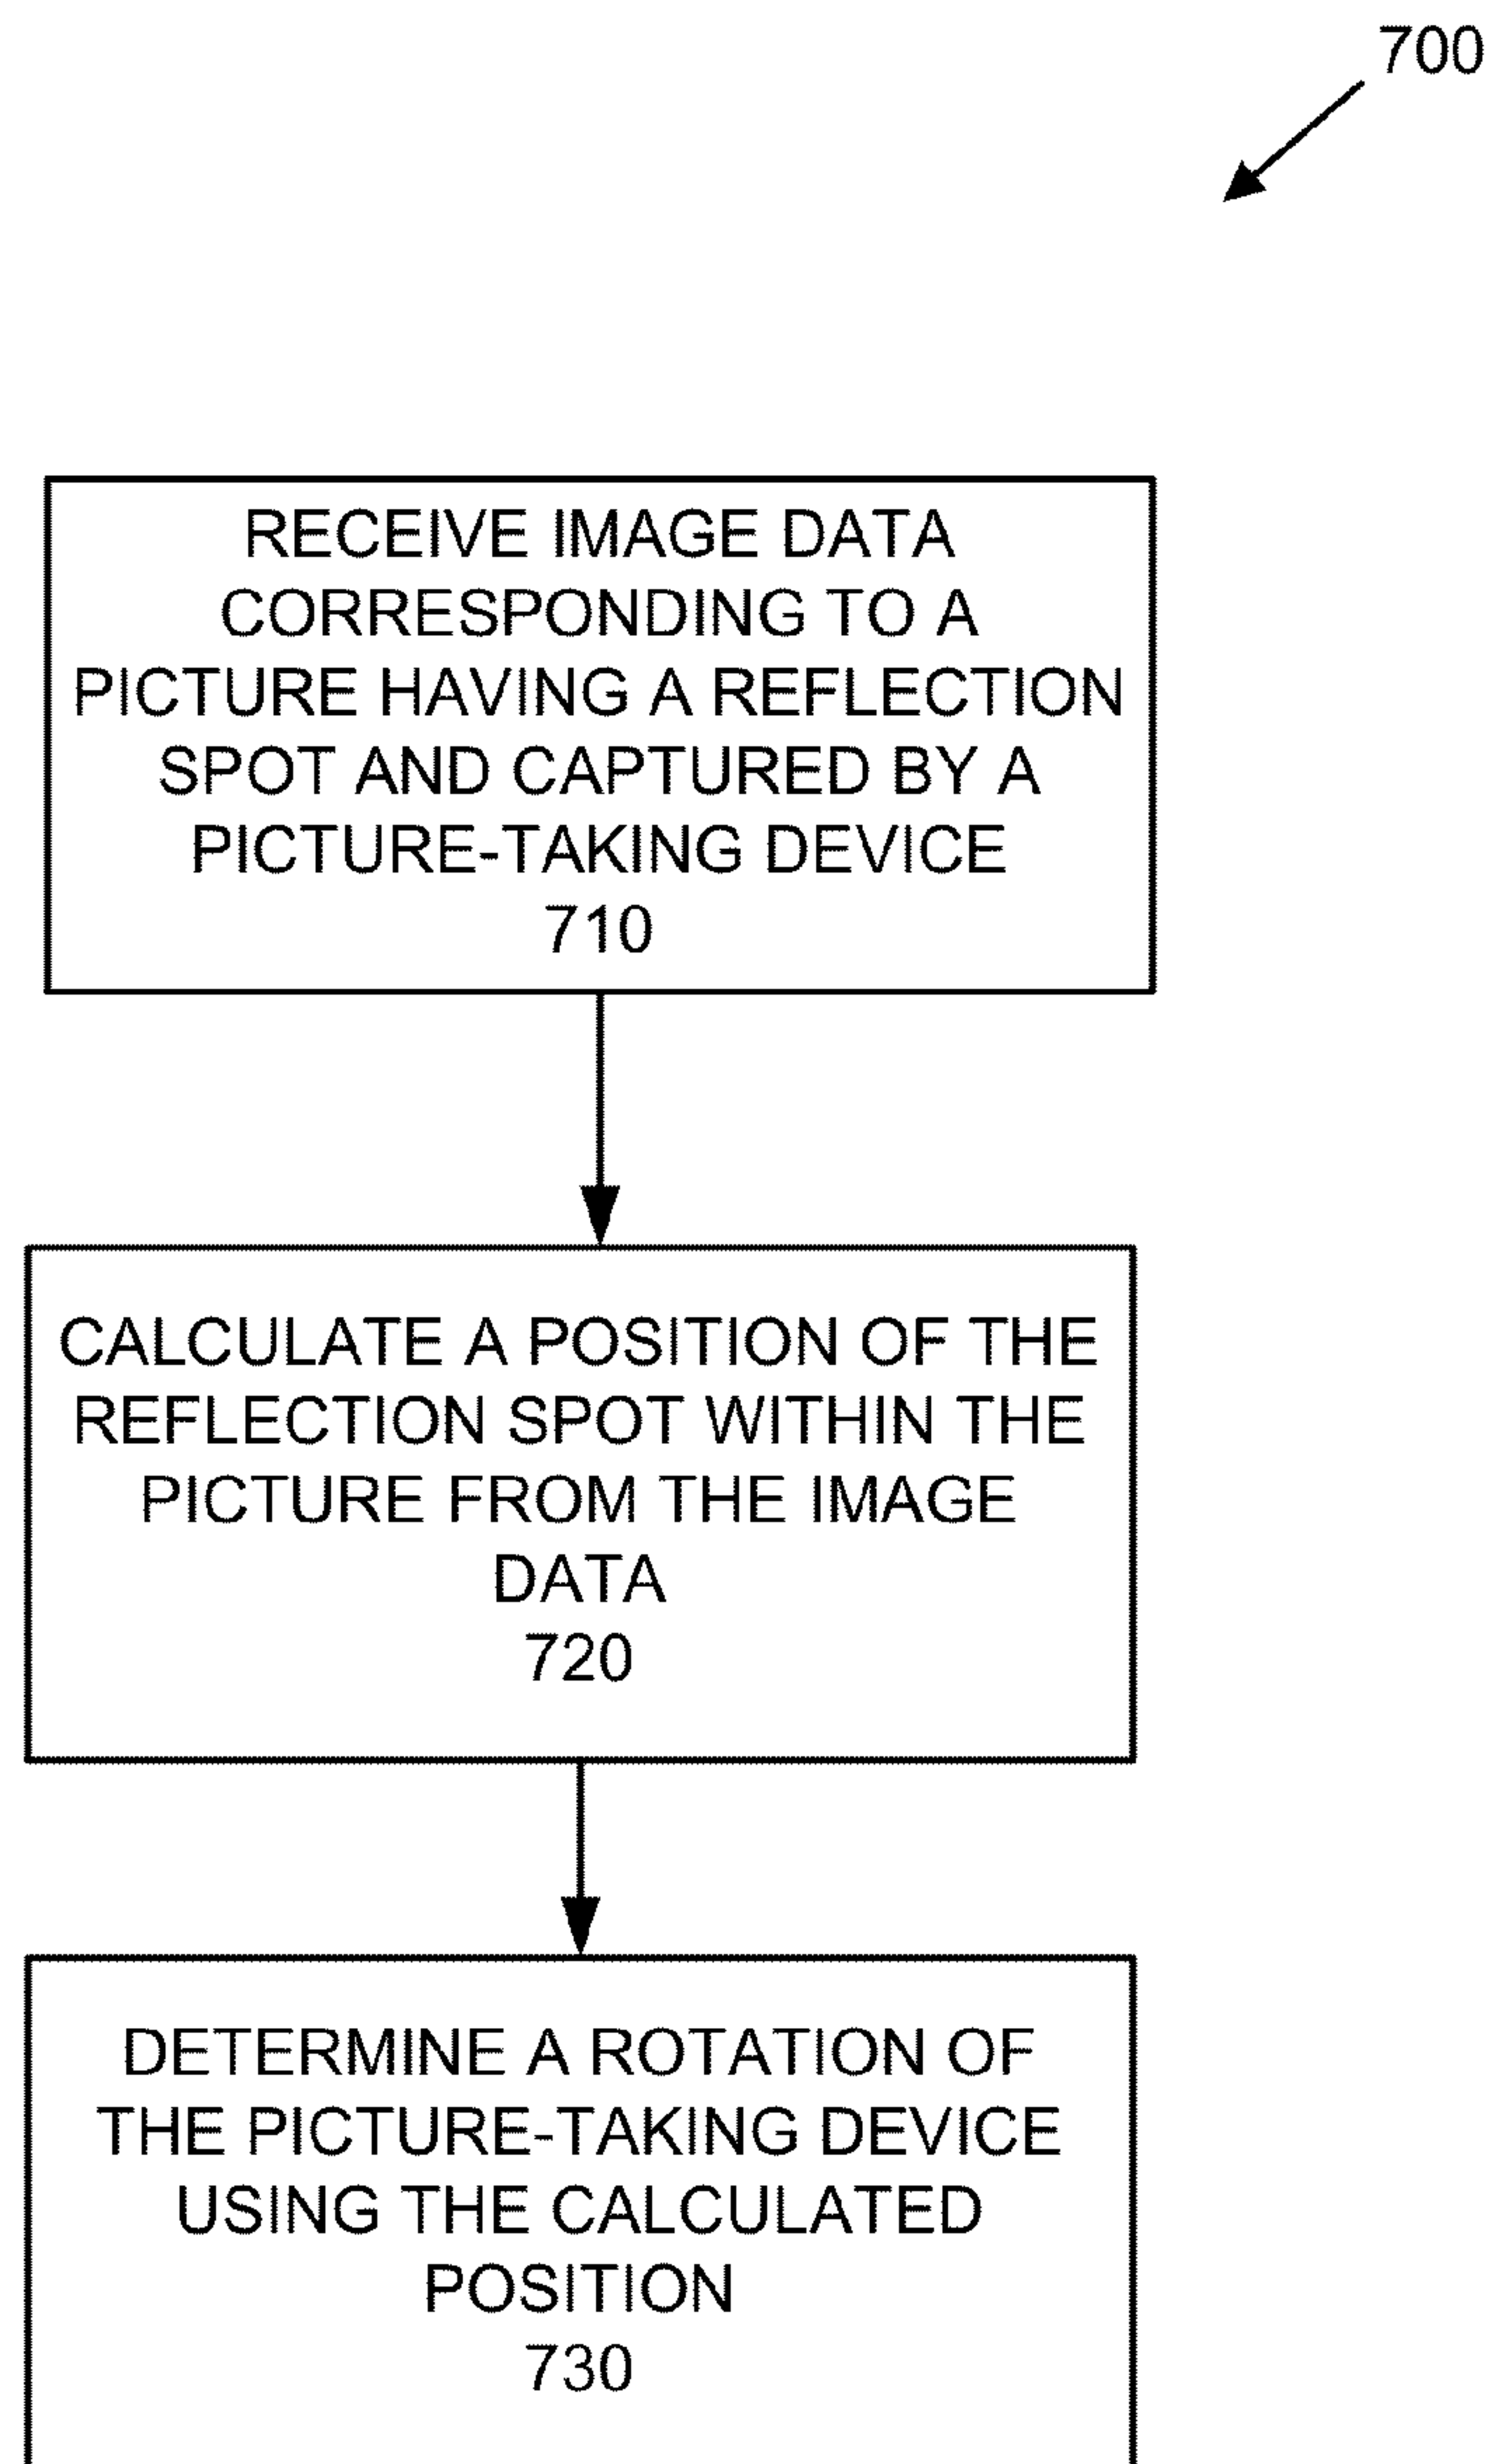 700
RECEIVE IMAGE DATA
CORRESPONDING TO A
PICTURE HAVING A REFLECTION
SPOT AND CAPTURED BY A
PICTURE-TAKING DEVICE
710
CALCULATE A POSITION OF THE
REFLECTION SPOT WITHIN THE
PICTURE FROM THE IMAGE
DATA
720
DETERMINE A ROTATION OF
THE PICTURE-TAKING DEVICE
USING THE CALCULATED
POSITION
730